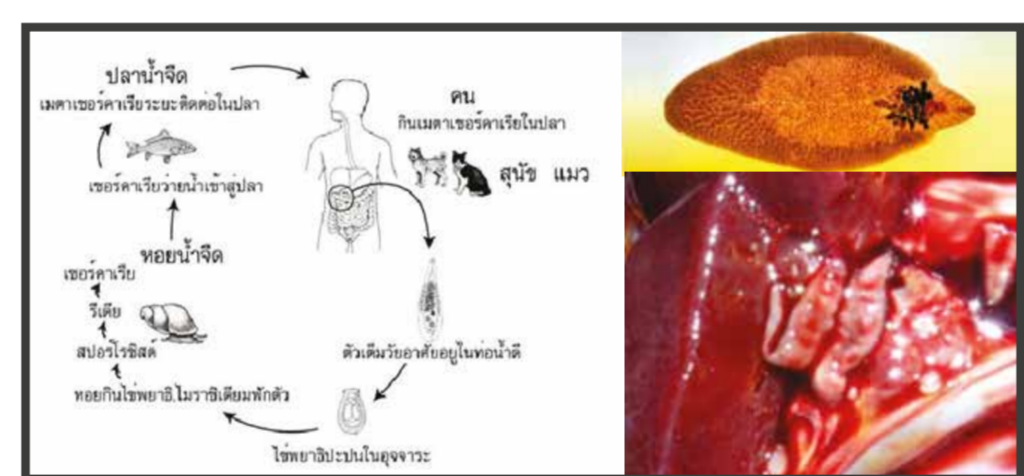 ปลาน้ำจืด
เมตาเซอร์คาเรียระยะติดต่อในปลา
คน
กินเมตาเซอร์คาเรียในปลา
สุนัข แมว
เซอร์คาเรียว่ายน้ำเข้าสู่ปลา
หอยน้ำจืด
เซอร์คาเรีย
รีเดีย
สปอร์โรซิสต์
หอยกินไข่พยาธิ,ไมราซิเดียมฟักตัว
ตัวเต็มวัยอาศัยอยู่ในท่อน้ำดี
ไข่พยาธิปะปนในอุจจาระ